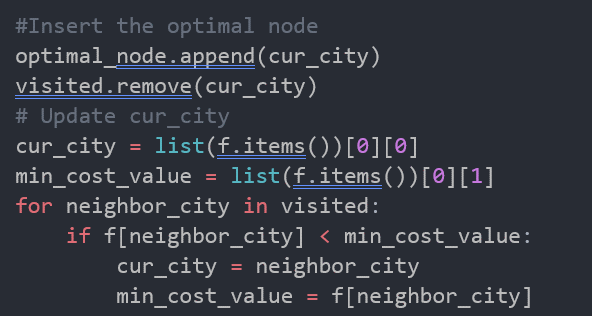 #Insert the optimal node
optimal_node.append(cur_city)
visited.remove(cur_city)
# Update cur_city
cur_city = list(f.items())[0][0]
min_cost_value = list(f.items())[0][1]
for neighbor_city in visited:
    if f[neighbor_city] < min_cost_value:
        cur_city = neighbor_city
        min_cost_value = f[neighbor_city]